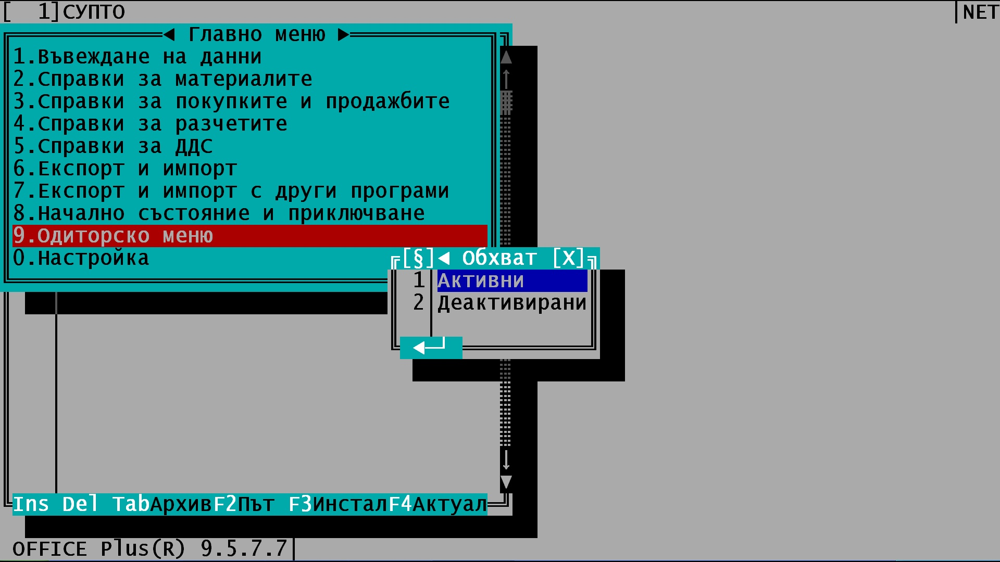 [  1]СУПТО
NET
◄ Главно меню ►
1.Въвеждане на данни
2.Справки за материалите
3.Справки за покупките и продажбите
4.Справки за разчетите
5.Справки за ДДС
6.Експорт и импорт
7.Експорт и импорт с други програми
8.Начално състояние и приключване
9.Одиторско меню
0.Настройка
[§]◄ Обхват [X]
1 Активни
2 Деактивирани
Ins Del TabАрхивF2Път F3ИнсталF4Актуал
OFFICE Plus(R) 9.5.7.7